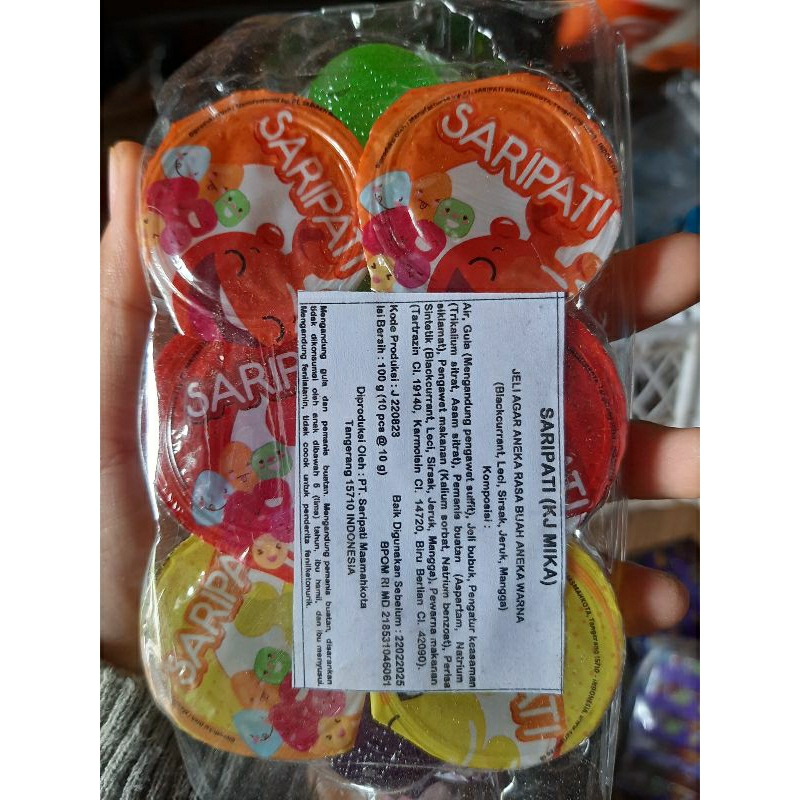 SARIPATI
SARIPATI
SARIPATI
SARIPATI
SARIPATI (KJ MIKA)
JELI AGAR ANEKA RASA BUAH ANEKA WARNA
(Blackcurrant, Leci, Sirsak, Jeruk, Mangga)
Komposisi :
Air, Gula (Mengandung pengawet sulfit), Jeli bubuk, Pengatur keasaman
(Trikalium sitrat, Asam sitrat), Pemanis buatan (Aspartam, Natrium
siklamat), Pengawet makanan (Kalium sorbat, Natrium benzoat), Perisa
Sintetik (Blackcurrant, Leci, Sirsak, Jeruk, Mangga), Pewarna makanan
(Tartrazin CI. 19140, Karmoisin CI. 14720, Biru Berlian CI. 42090).
Kode Produksi : J 220823 Baik Digunakan Sebelum : 22022025
Isi Bersih : 100 g (10 pcs @ 10 g) BPOM RI MD 218531046061
Diproduksi Oleh : PT. Saripati Masmahkota
Tangerang 15710 INDONESIA
Mengandung gula dan pemanis buatan. Mengandung pemanis buatan, disarankan
tidak dikonsumsi oleh anak dibawah 5 (lima) tahun, ibu hamil, dan ibu menyusui.
Mengandung fenilalanin, tidak cocok untuk penderita fenilketonurik.